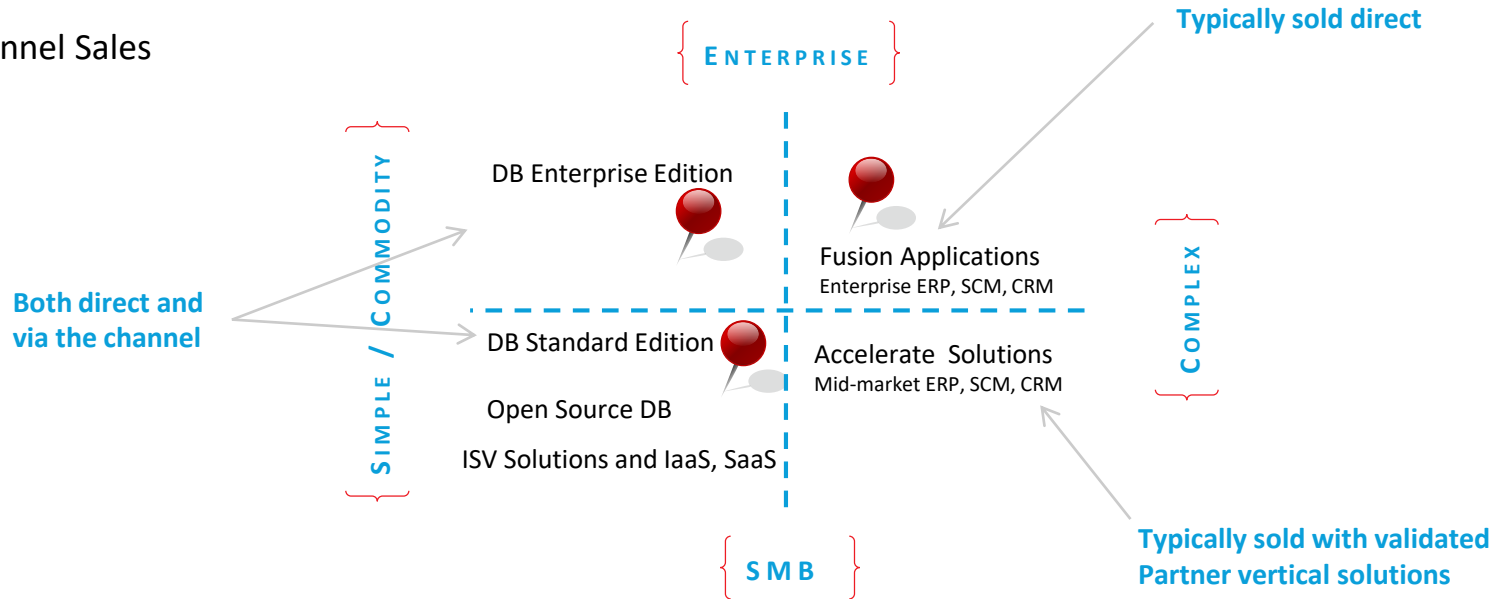 Typically sold direct
nnel Sales
ENTERPRISE
SIMPLE / COMMODITY
DB Enterprise Edition
Fusion Applications
Enterprise ERP, SCM, CRM
COMPLEX
Both direct and
via the channel
DB Standard Edition
Accelerate Solutions
Mid-market ERP, SCM, CRM
Open Source DB
ISV Solutions and IaaS, SaaS
Typically sold with validated
Partner vertical solutions
SMB